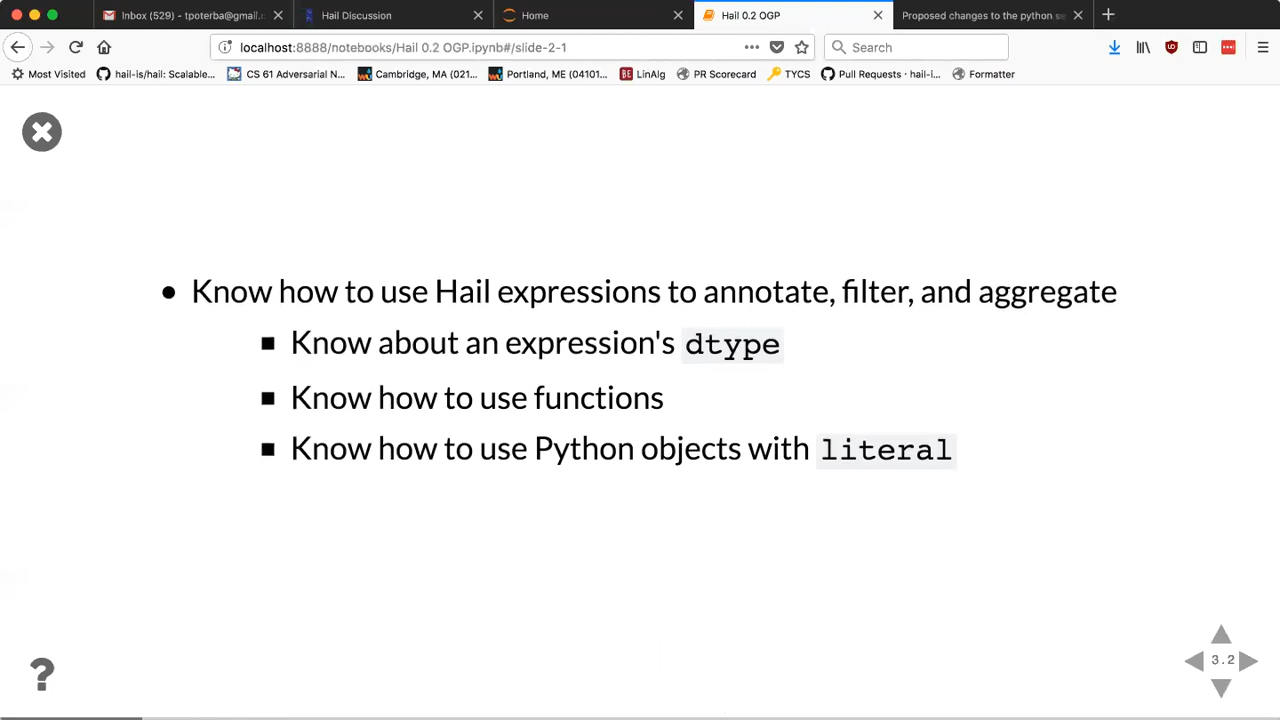 Inbox (529) - tpoterba@gmail.c
Hail Discussion
Home
Hail 0.2 OGP
Proposed changes to the python se
localhost:8888/notebooks/Hail 0.2 OGP.ipynb#/slide-2-1
Search
Most Visited
hail-is/hail: Scalable...
CS 61 Adversarial N...
Cambridge, MA (021...
Portland, ME (04101...
BE LinAlg
PR Scorecard
TYCS
Pull Requests · hail-i...
Formatter
• Know how to use Hail expressions to annotate, filter, and aggregate
▪ Know about an expression's dtype
▪ Know how to use functions
▪ Know how to use Python objects with literal
3.2
?